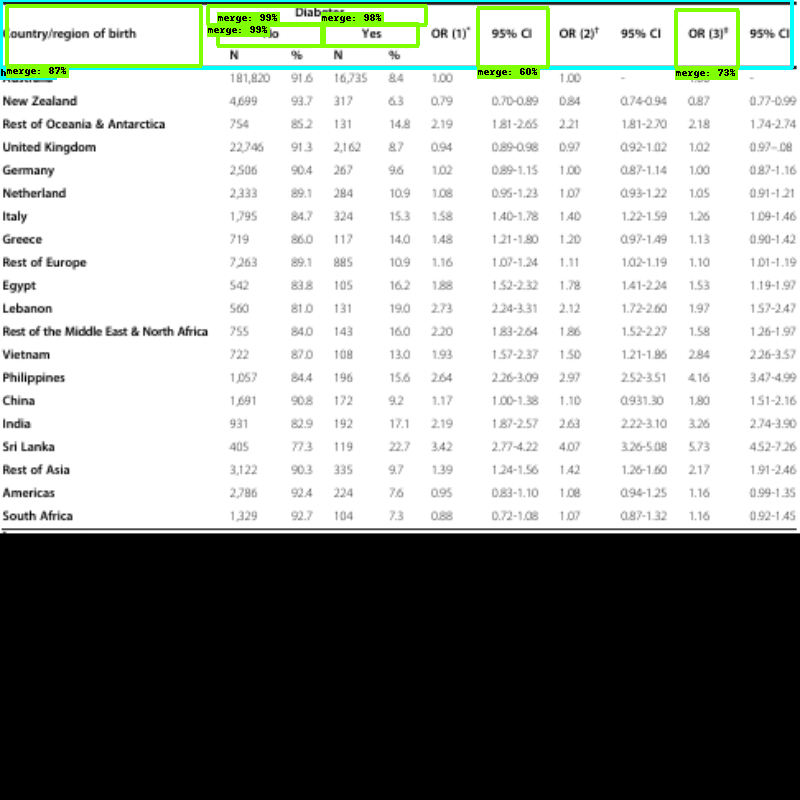 Diabetes
merge: 99% merge: 98%
Country/region of birth merge: 99% No Yes OR (1)* 95% CI OR (2)† 95% CI OR (3)‡ 95% CI
N % N %
merge: 87% merge: 60% merge: 73%
Australia 181,820 91.6 16,735 8.4 1.00 1.00 - -
New Zealand 4,699 93.7 317 6.3 0.79 0.70-0.89 0.84 0.74-0.94 0.87 0.77-0.99
Rest of Oceania & Antarctica 754 85.2 131 14.8 2.19 1.81-2.65 2.21 1.81-2.70 2.18 1.74-2.74
United Kingdom 22,746 91.3 2,162 8.7 0.94 0.89-0.98 0.97 0.92-1.02 1.02 0.97-.08
Germany 2,506 90.4 267 9.6 1.02 0.89-1.15 1.00 0.87-1.14 1.00 0.87-1.16
Netherland 2,333 89.1 284 10.9 1.08 0.95-1.23 1.07 0.93-1.22 1.05 0.91-1.21
Italy 1,795 84.7 324 15.3 1.58 1.40-1.78 1.40 1.22-1.59 1.26 1.09-1.46
Greece 719 86.0 117 14.0 1.48 1.21-1.80 1.20 0.97-1.49 1.13 0.90-1.42
Rest of Europe 7,263 89.1 885 10.9 1.16 1.07-1.24 1.11 1.02-1.19 1.10 1.01-1.19
Egypt 542 83.8 105 16.2 1.88 1.52-2.32 1.78 1.41-2.24 1.53 1.19-1.97
Lebanon 560 81.0 131 19.0 2.73 2.24-3.31 2.12 1.72-2.60 1.97 1.57-2.47
Rest of the Middle East & North Africa 755 84.0 143 16.0 2.20 1.83-2.64 1.86 1.52-2.27 1.58 1.26-1.97
Vietnam 722 87.0 108 13.0 1.93 1.57-2.37 1.50 1.21-1.86 2.84 2.26-3.57
Philippines 1,057 84.4 196 15.6 2.64 2.26-3.09 2.97 2.52-3.51 4.16 3.47-4.99
China 1,691 90.8 172 9.2 1.17 1.00-1.38 1.10 0.931.30 1.80 1.51-2.16
India 931 82.9 192 17.1 2.19 1.87-2.57 2.63 2.22-3.10 3.26 2.74-3.90
Sri Lanka 405 77.3 119 22.7 3.42 2.77-4.22 4.07 3.26-5.08 5.73 4.52-7.26
Rest of Asia 3,122 90.3 335 9.7 1.39 1.24-1.56 1.42 1.26-1.60 2.17 1.91-2.46
Americas 2,786 92.4 224 7.6 0.95 0.83-1.10 1.08 0.94-1.25 1.16 0.99-1.35
South Africa 1,329 92.7 104 7.3 0.88 0.72-1.08 1.07 0.87-1.32 1.16 0.92-1.45